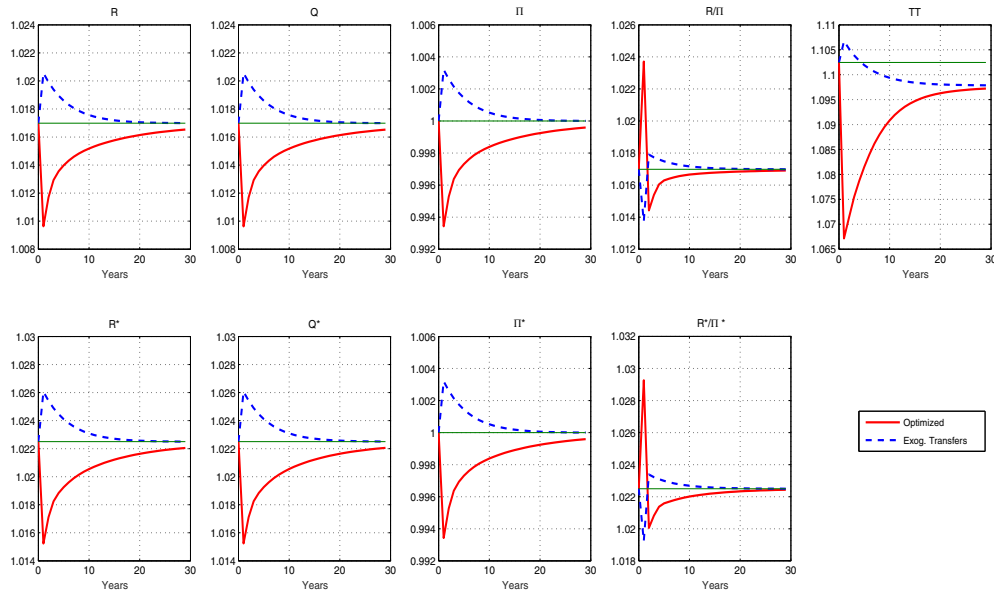 R
1.024
1.022
1.02
1.018
1.016
1.014
1.012
1.01
1.008
0 10 20 30
Years
Q
1.024
1.022
1.02
1.018
1.016
1.014
1.012
1.01
1.008
0 10 20 30
Years
Π
1.006
1.004
1.002
1
0.998
0.996
0.994
0.992
0 10 20 30
Years
R/Π
1.026
1.024
1.022
1.02
1.018
1.016
1.014
1.012
0 10 20 30
Years
TT
1.11
1.105
1.1
1.095
1.09
1.085
1.08
1.075
1.07
1.065
0 10 20 30
Years
R*
1.03
1.028
1.026
1.024
1.022
1.02
1.018
1.016
1.014
0 10 20 30
Years
Q*
1.03
1.028
1.026
1.024
1.022
1.02
1.018
1.016
1.014
0 10 20 30
Years
Π*
1.006
1.004
1.002
1
0.998
0.996
0.994
0.992
0 10 20 30
Years
R*/Π *
1.032
1.03
1.028
1.026
1.024
1.022
1.02
1.018
0 10 20 30
Years
Optimized
Exog. Transfers